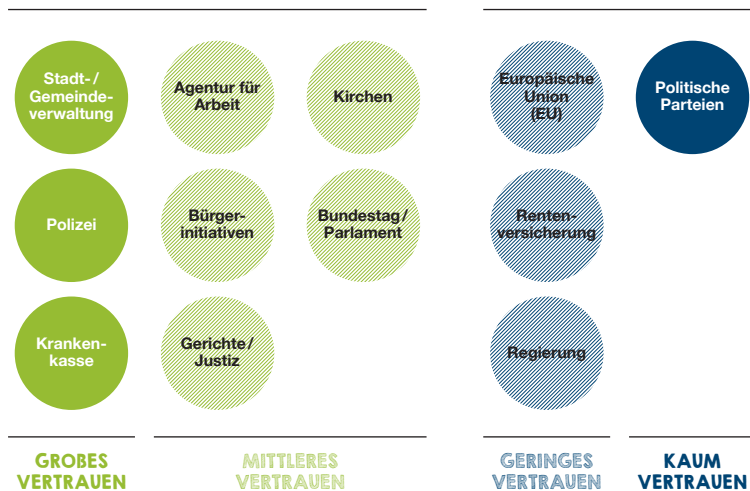 Stadt-/
Gemeinde-
verwaltung
Agentur für
Arbeit
Kirchen
Europäische
Union
(EU)
Politische
Parteien
Polizei
Bürger-
initiativen
Bundestag/
Parlament
Renten-
versicherung
Kranken-
kasse
Gerichte/
Justiz
Regierung
GROßES
VERTRAUEN
MITTLERES
VERTRAUEN
GERINGES
VERTRAUEN
KAUM
VERTRAUEN